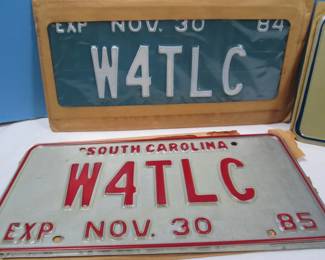 EXP NOV. 30 84
W4TLC
SOUTH CAROLINA
W4TLC
EXP. NOV. 30 85